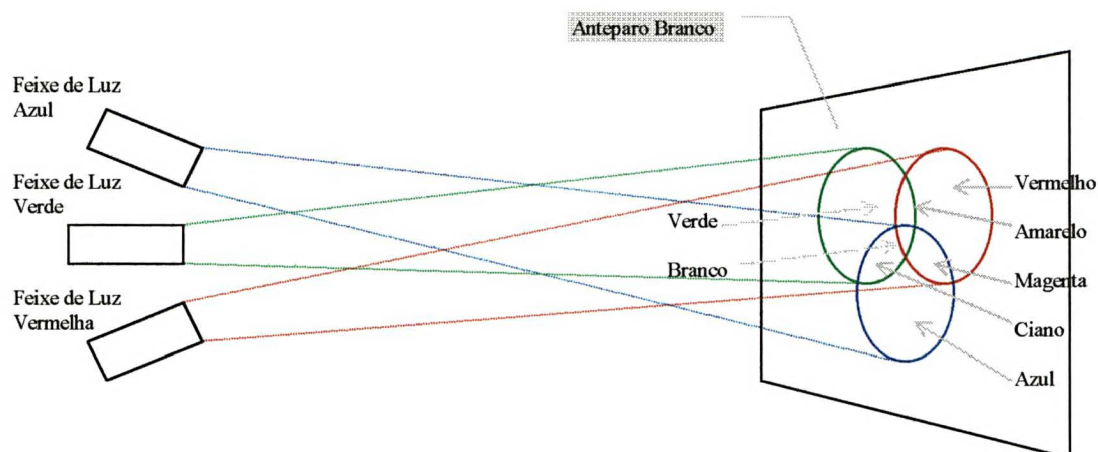 Anteparo Branco
Feixe de Luz
Azul
Feixe de Luz
Verde
Feixe de Luz
Vermelha
Verde
Branco
Vermelho
Amarelo
Magenta
Ciano
Azul